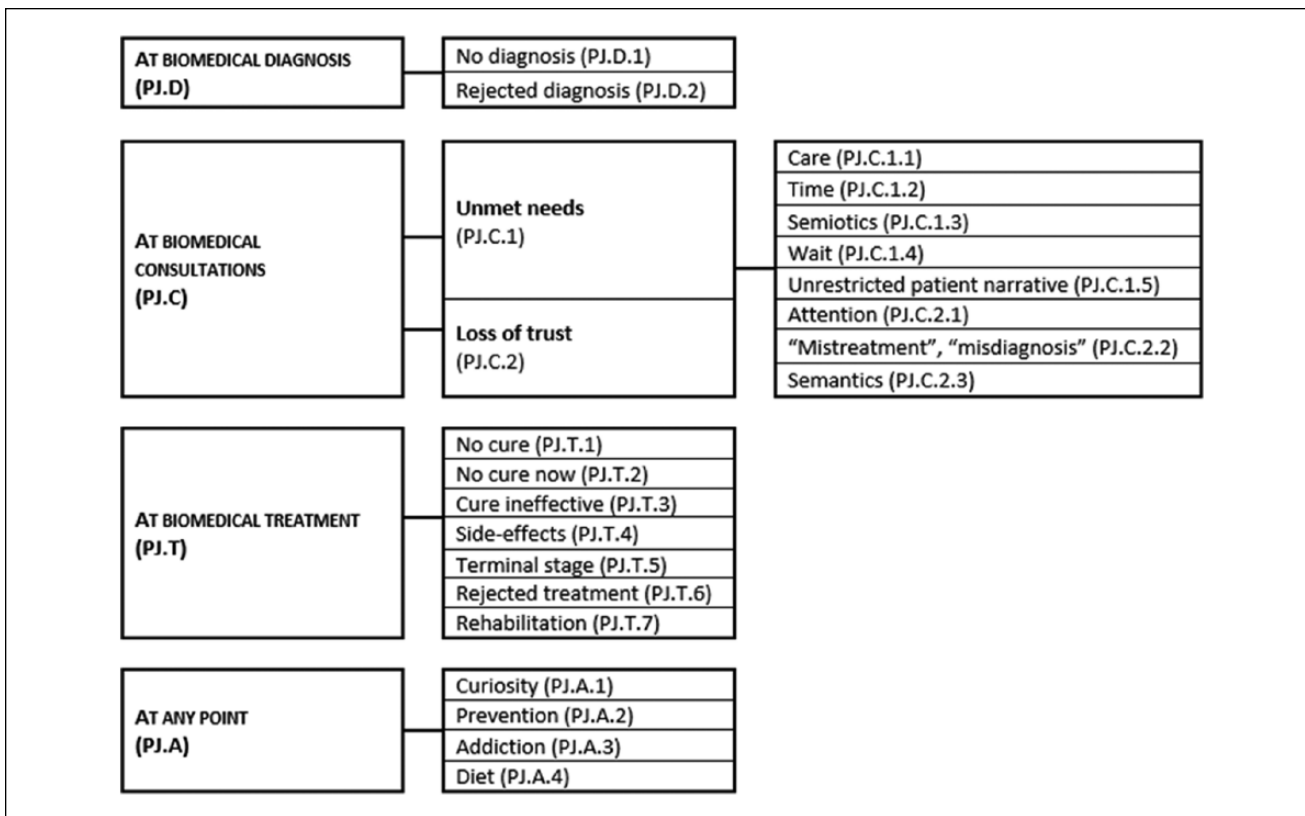 AT BIOMEDICAL DIAGNOSIS
(PJ.D)
No diagnosis (PJ.D.1)
Rejected diagnosis (PJ.D.2)
AT BIOMEDICAL
CONSULTATIONS
(PJ.C)
Unmet needs
(PJ.C.1)
Loss of trust
(PJ.C.2)
Care (PJ.C.1.1)
Time (PJ.C.1.2)
Semiotics (PJ.C.1.3)
Wait (PJ.C.1.4)
Unrestricted patient narrative (PJ.C.1.5)
Attention (PJ.C.2.1)
“Mistreatment”, “misdiagnosis” (PJ.C.2.2)
Semantics (PJ.C.2.3)
AT BIOMEDICAL TREATMENT
(PJ.T)
No cure (PJ.T.1)
No cure now (PJ.T.2)
Cure ineffective (PJ.T.3)
Side-effects (PJ.T.4)
Terminal stage (PJ.T.5)
Rejected treatment (PJ.T.6)
Rehabilitation (PJ.T.7)
AT ANY POINT
(PJ.A)
Curiosity (PJ.A.1)
Prevention (PJ.A.2)
Addiction (PJ.A.3)
Diet (PJ.A.4)